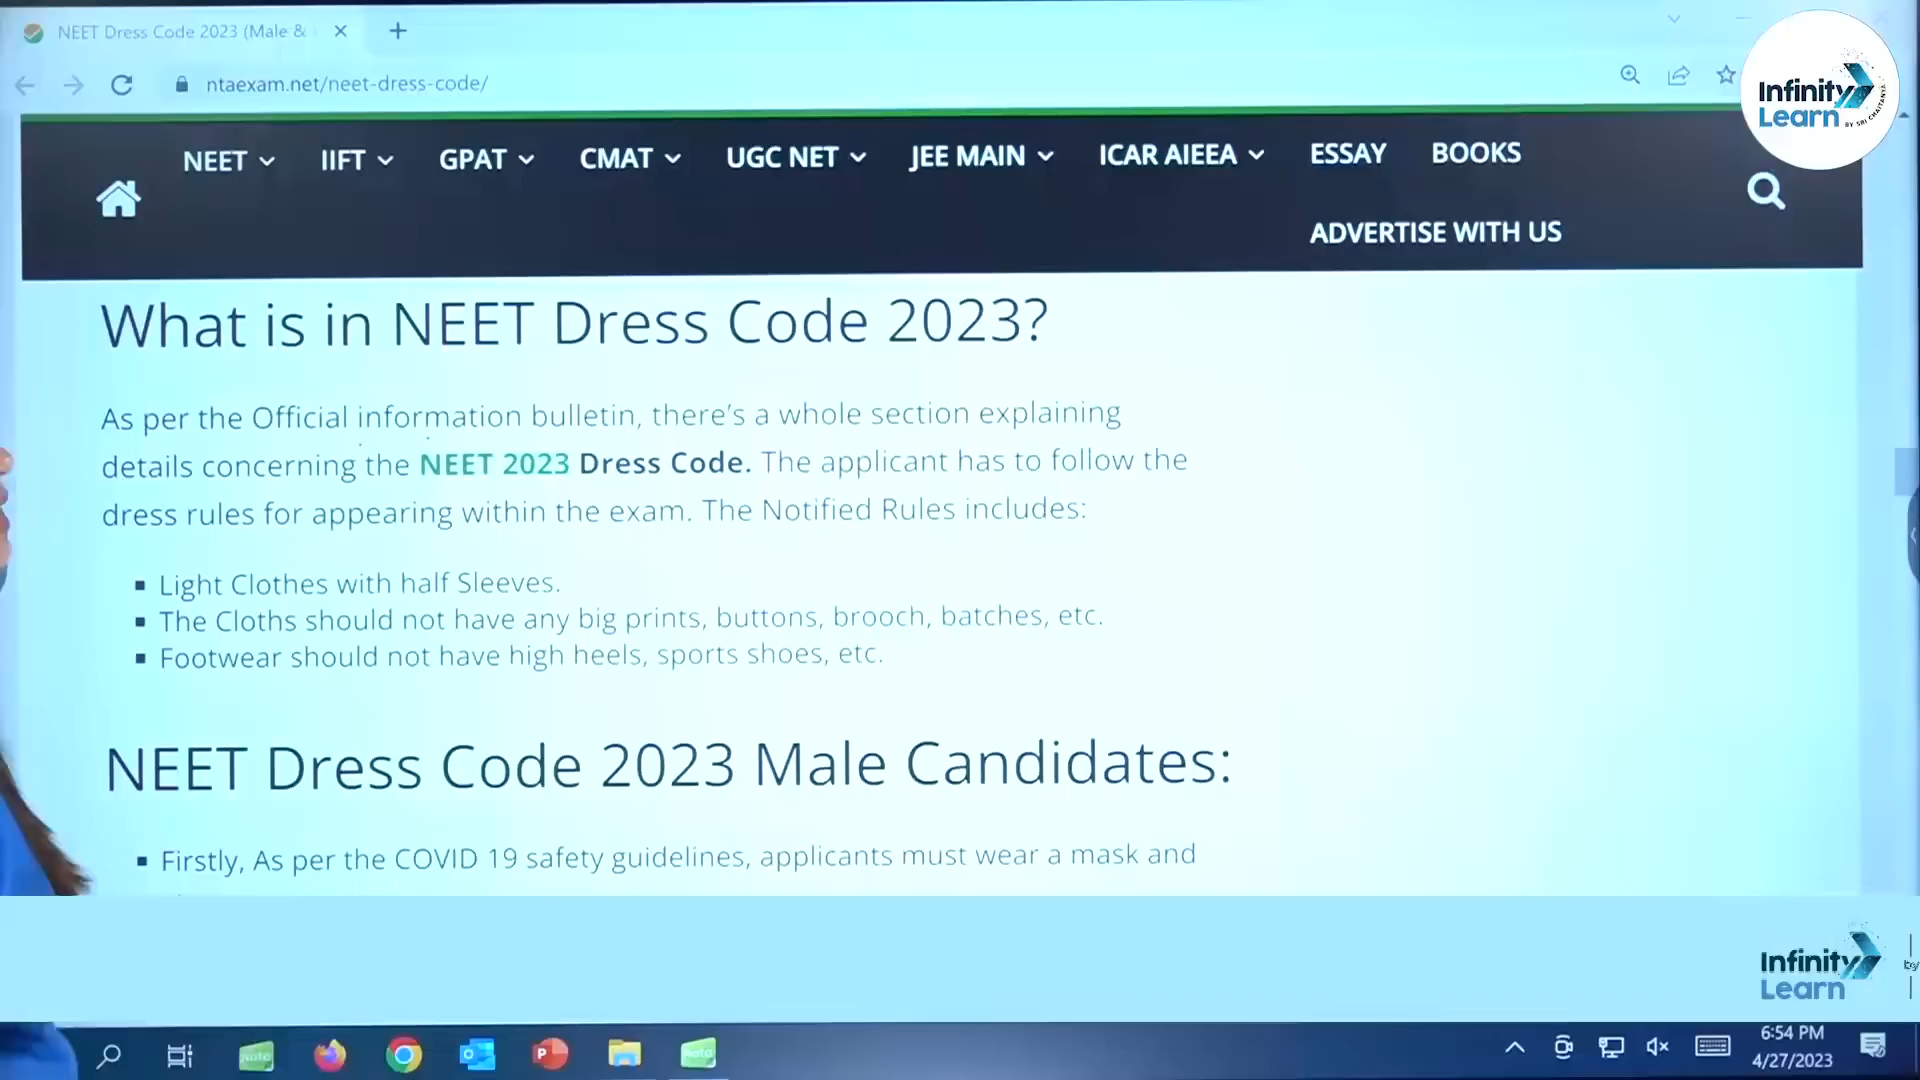 NEET Dress Code 2023 (Male &
ntaexam.net/neet-dress-code/
Infinity
Learn
BY SRI CHAITANYA
NEET IIFT GPAT CMAT UGC NET JEE MAIN ICAR AIEEA ESSAY BOOKS
ADVERTISE WITH US
What is in NEET Dress Code 2023?
As per the Official information bulletin, there's a whole section explaining
details concerning the NEET 2023 Dress Code. The applicant has to follow the
dress rules for appearing within the exam. The Notified Rules includes:
Light Clothes with half Sleeves.
The Cloths should not have any big prints, buttons, brooch, batches, etc.
Footwear should not have high heels, sports shoes, etc.
NEET Dress Code 2023 Male Candidates:
Firstly, As per the COVID 19 safety guidelines, applicants must wear a mask and
Infinity
Learn
by
6:54 PM
4/27/2023